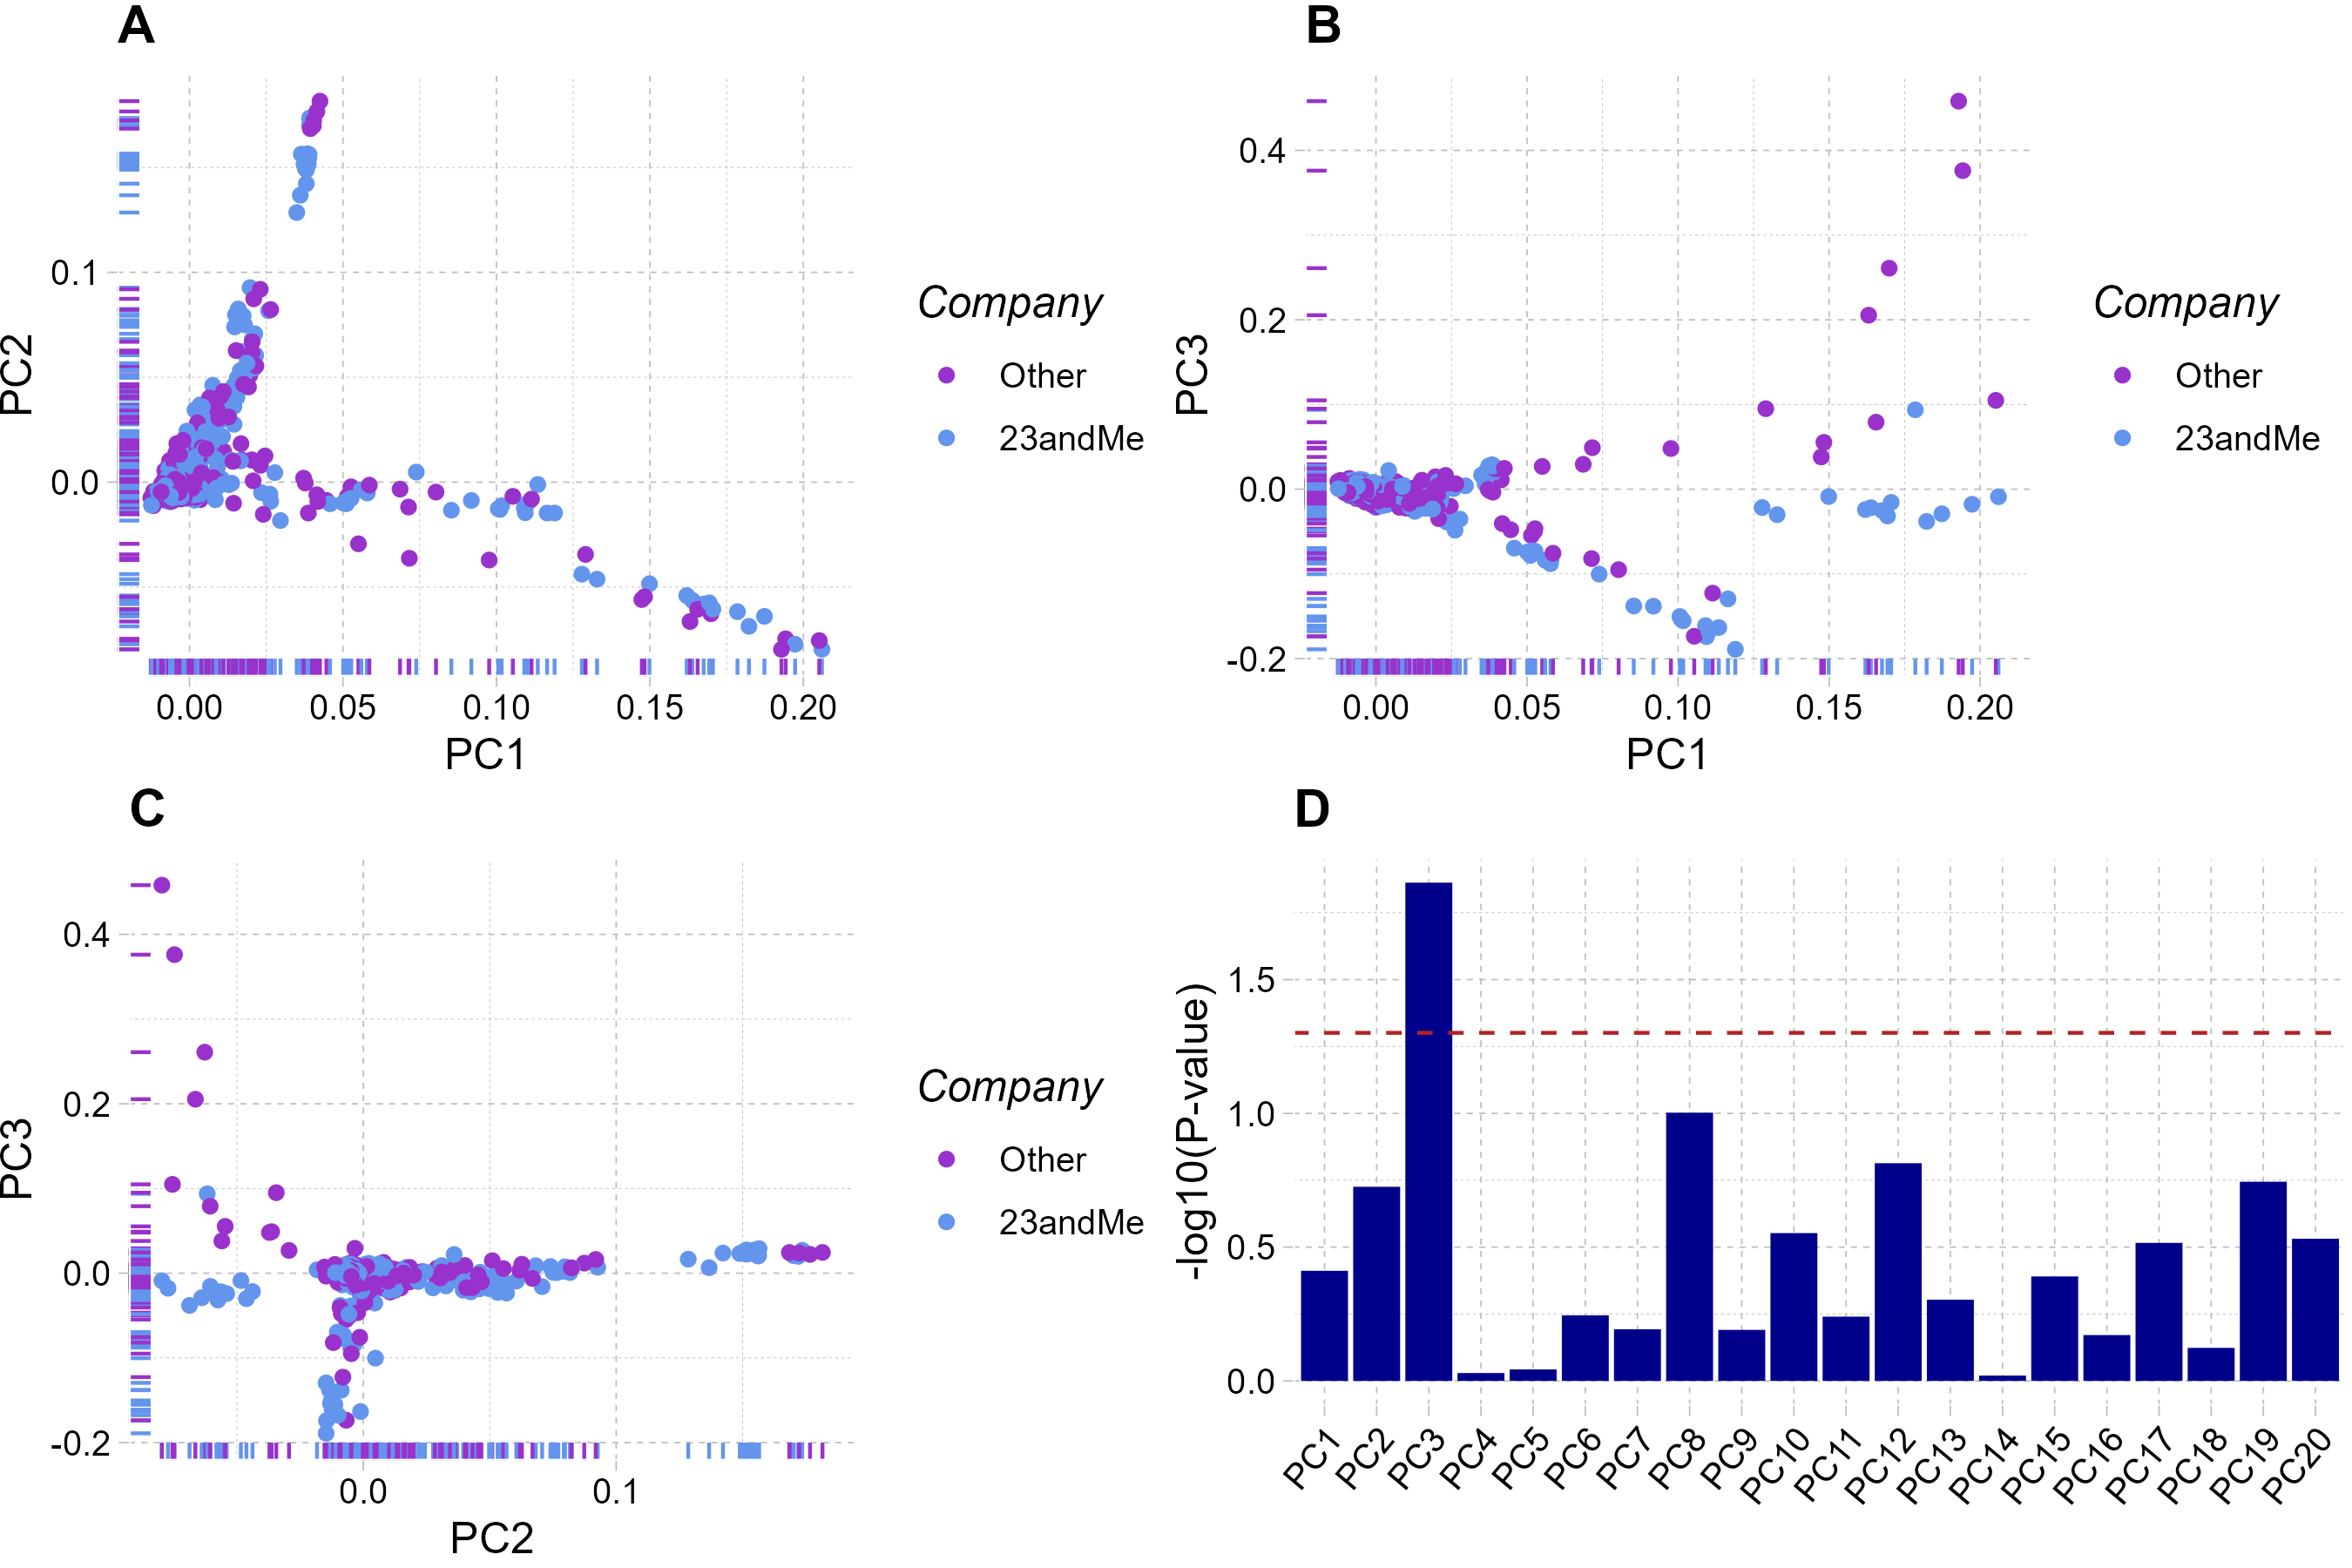 A
PC2
0.1
0.0
0.00 0.05 0.10 0.15 0.20
PC1
Company
Other
23andMe
B
PC3
0.4
0.2
0.0
-0.2
0.00 0.05 0.10 0.15 0.20
PC1
Company
Other
23andMe
C
PC3
0.4
0.2
0.0
-0.2
0.0 0.1
PC2
Company
Other
23andMe
D
-log10(P-value)
1.5
1.0
0.5
0.0
PC1 PC2 PC3 PC4 PC5 PC6 PC7 PC8 PC9 PC10 PC11 PC12 PC13 PC14 PC15 PC16 PC17 PC18 PC19 PC20